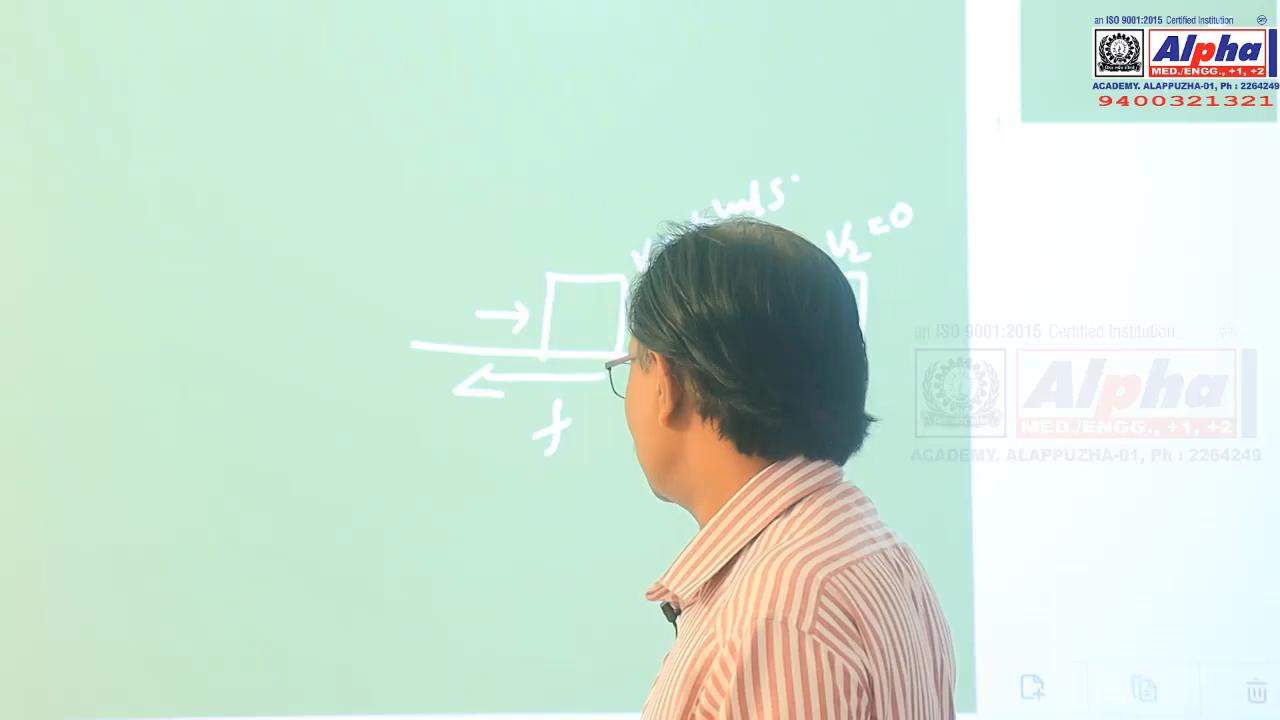 an ISO 9001:2015 Certified Institution
Alpha
MED./ENGG., +1, +2
ACADEMY. ALAPPUZHA-01, Ph : 2264249
9400321321
m/s
V₂ = 0
f
an ISO 9001:2015 Certified Institution
Alpha
MED./ENGG., +1, +2
ACADEMY. ALAPPUZHA-01, Ph : 2264249